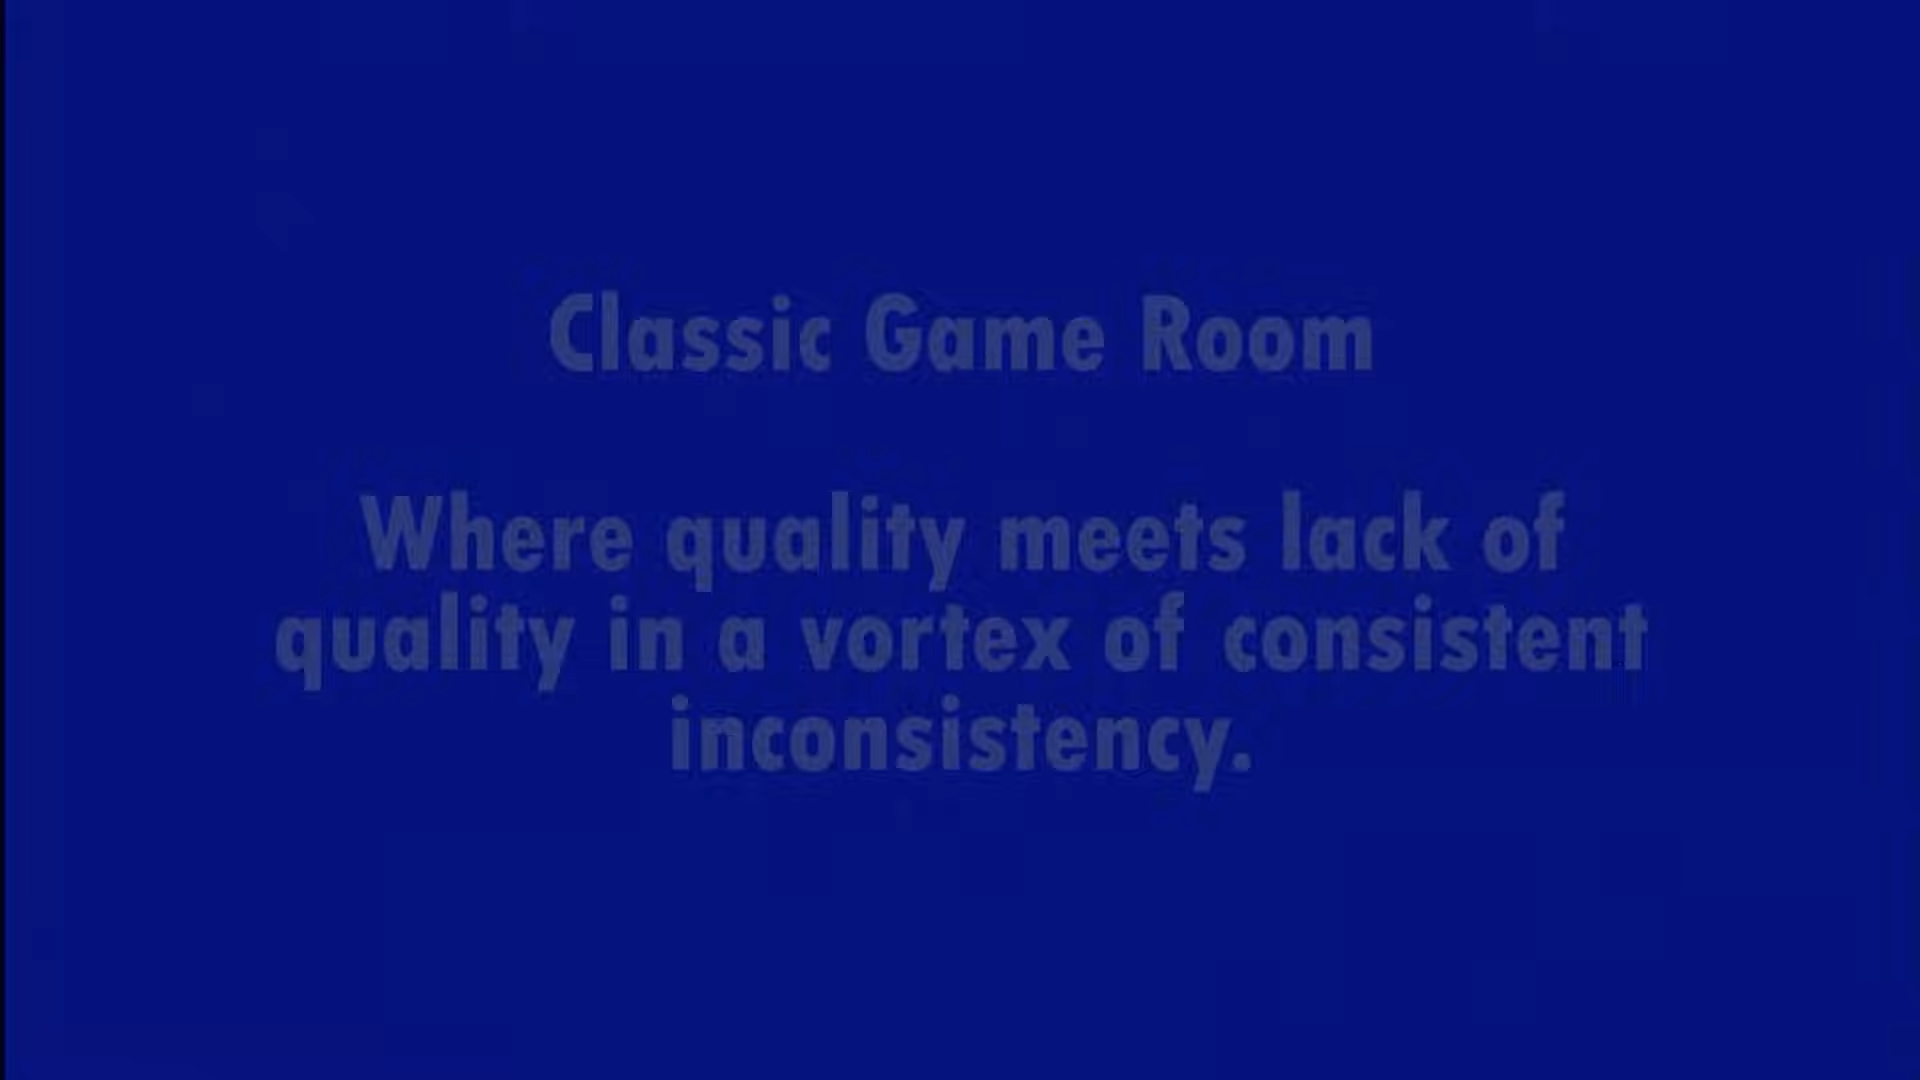 Classic Game Room
Where quality meets lack of
quality in a vortex of consistent
inconsistency.